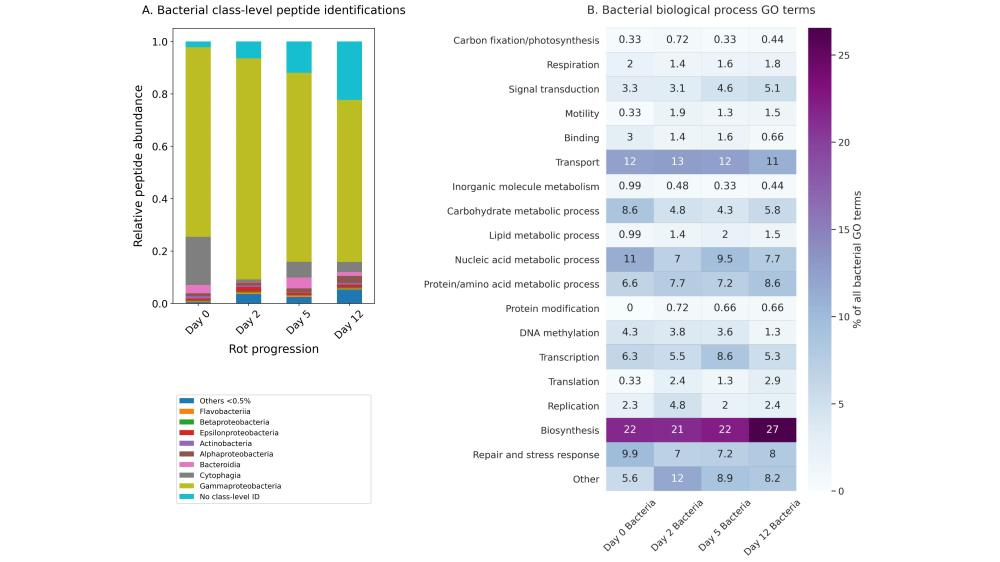 A. Bacterial class-level peptide identifications
Relative peptide abundance
1.0
0.8
0.6
0.4
0.2
0.0
Day 0
Day 2
Day 5
Day 12
Rot progression
Others <0.5%
Flavobacteriia
Betaproteobacteria
Epsilonproteobacteria
Actinobacteria
Alphaproteobacteria
Bacteroidia
Cytophagia
Gammaproteobacteria
No class-level ID
B. Bacterial biological process GO terms
Carbon fixation/photosynthesis 0.33 0.72 0.33 0.44
Respiration 2 1.4 1.6 1.8
Signal transduction 3.3 3.1 4.6 5.1
Motility 0.33 1.9 1.3 1.5
Binding 3 1.4 1.6 0.66
Transport 12 13 12 11
Inorganic molecule metabolism 0.99 0.48 0.33 0.44
Carbohydrate metabolic process 8.6 4.8 4.3 5.8
Lipid metabolic process 0.99 1.4 2 1.5
Nucleic acid metabolic process 11 7 9.5 7.7
Protein/amino acid metabolic process 6.6 7.7 7.2 8.6
Protein modification 0 0.72 0.66 0.66
DNA methylation 4.3 3.8 3.6 1.3
Transcription 6.3 5.5 8.6 5.3
Translation 0.33 2.4 1.3 2.9
Replication 2.3 4.8 2 2.4
Biosynthesis 22 21 22 27
Repair and stress response 9.9 7 7.2 8
Other 5.6 12 8.9 8.2
Day 0 Bacteria
Day 2 Bacteria
Day 5 Bacteria
Day 12 Bacteria
25
20
15
10
5
0
% of all bacterial GO terms